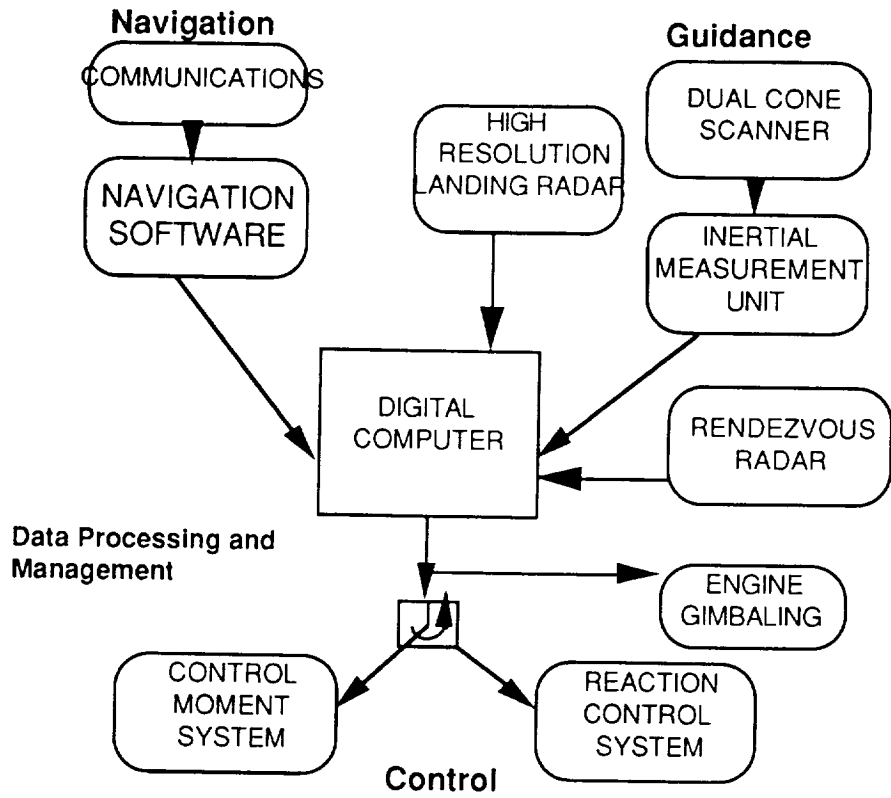 Navigation
COMMUNICATIONS
NAVIGATION
SOFTWARE
HIGH
RESOLUTION
LANDING RADAR
Guidance
DUAL CONE
SCANNER
INERTIAL
MEASUREMENT
UNIT
DIGITAL
COMPUTER
RENDEZVOUS
RADAR
Data Processing and
Management
ENGINE
GIMBALING
CONTROL
MOMENT
SYSTEM
REACTION
CONTROL
SYSTEM
Control